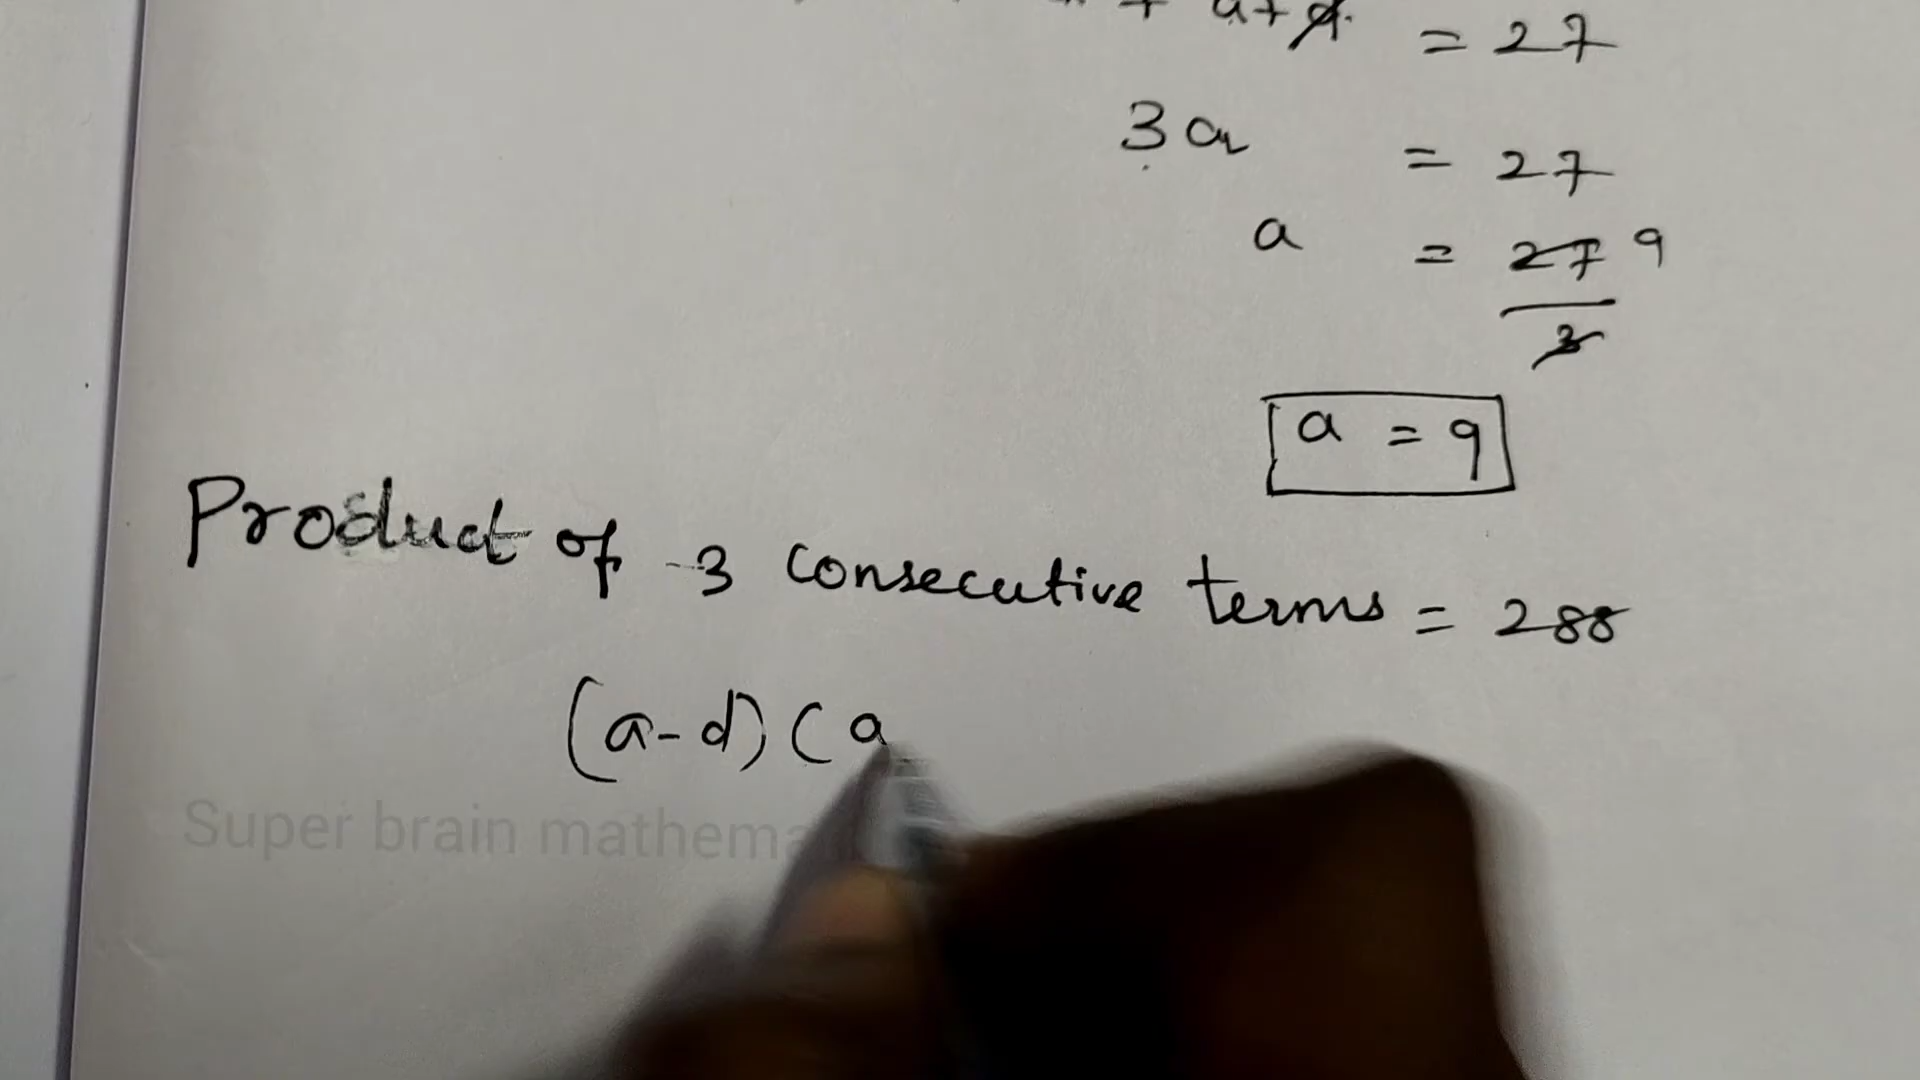 a + d = 27
3a = 27
a = 27 9
3
a = 9
Product of 3 consecutive terms = 288
(a-d) (a
Super brain mathema